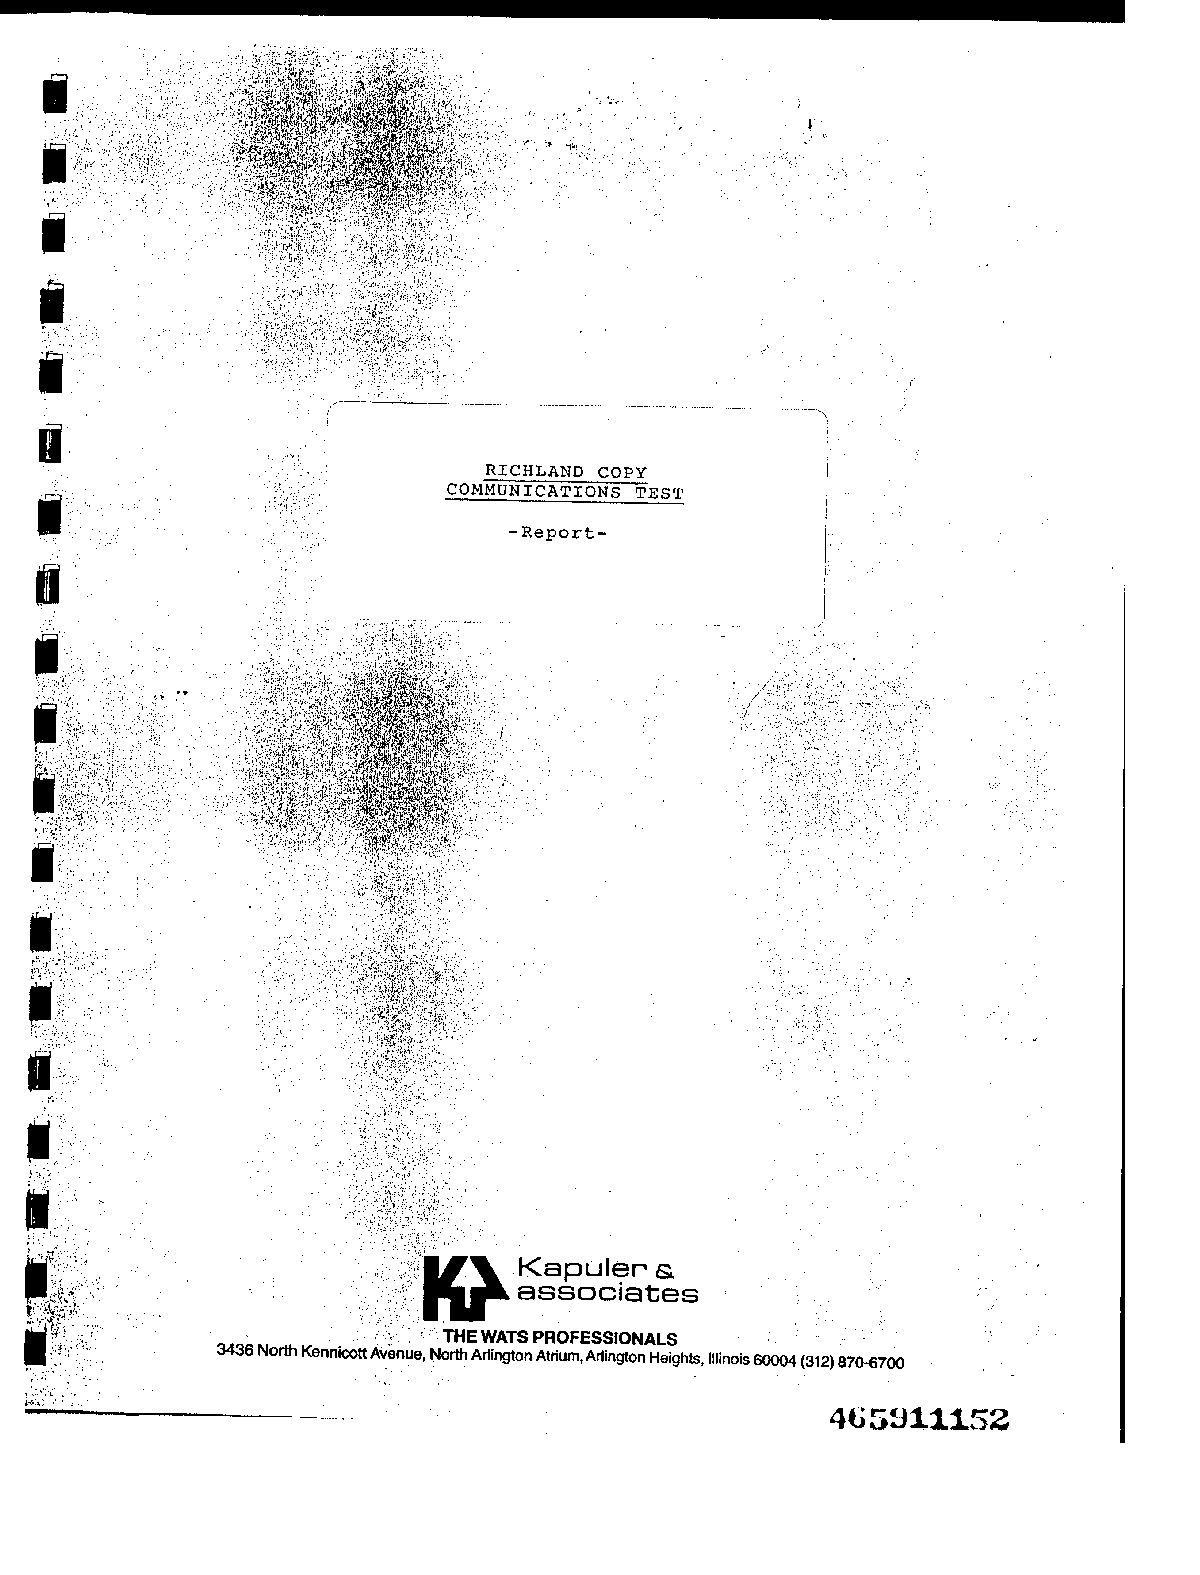 RICHLAND COPY
COMMUNICATIONS TEST
-Report-
Kapuler &
associates
THE WATS PROFESSIONALS
3436 North Kennicott Avenue, North Arlington Atrium, Arlington Heights, Illinois 60004 (312) 870-6700
465911152